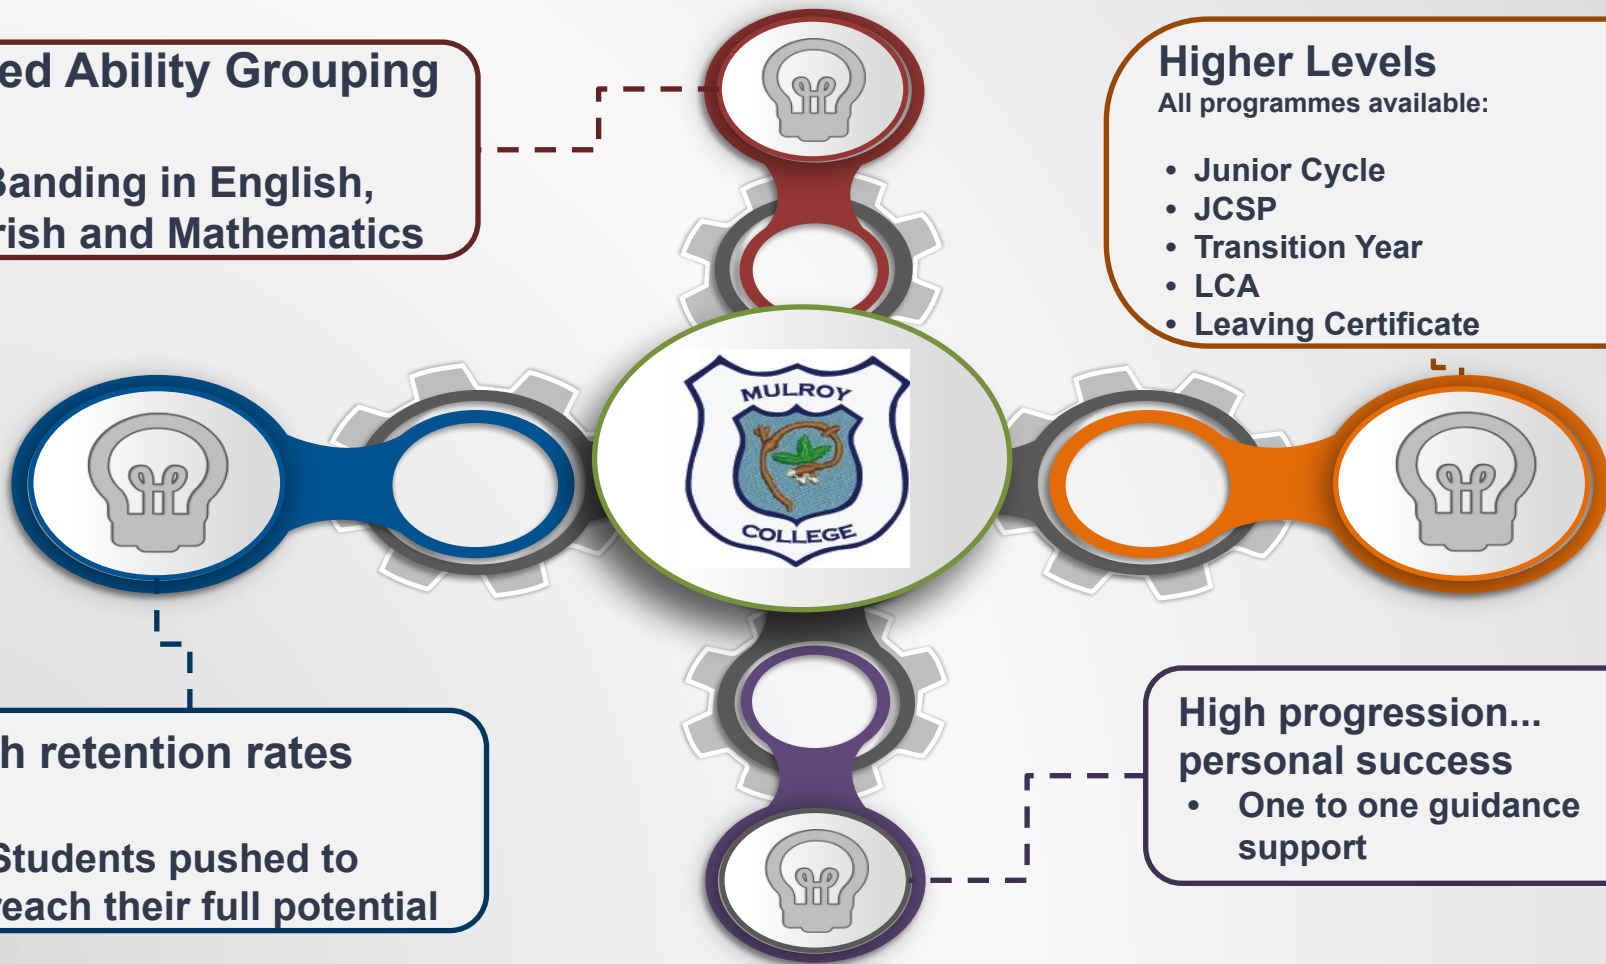 ed Ability Grouping
Banding in English,
rish and Mathematics
Higher Levels
All programmes available:
• Junior Cycle
• JCSP
• Transition Year
• LCA
• Leaving Certificate
MULROY
COLLEGE
h retention rates
Students pushed to
reach their full potential
High progression...
personal success
• One to one guidance
support